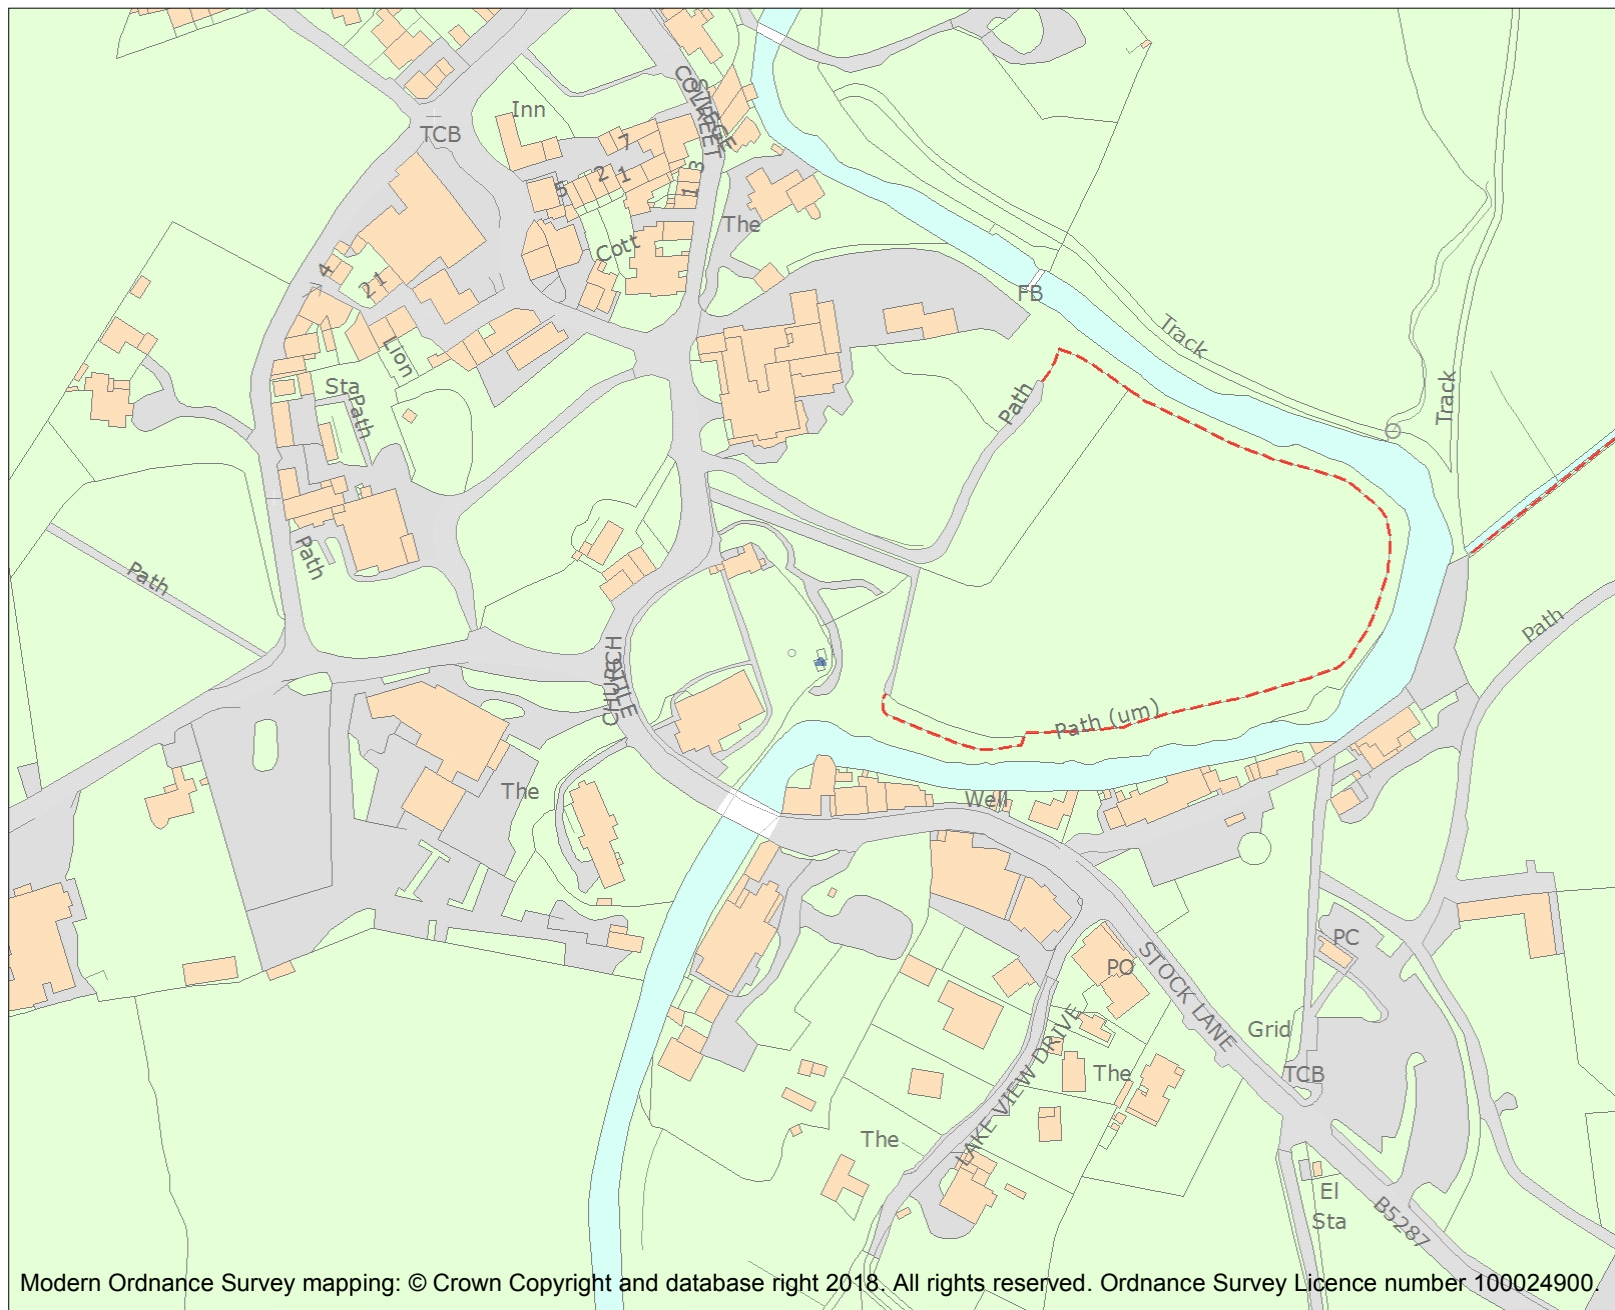 Inn
TCB
COLLEGE
STREET
7
2
1
5
3
1
The
Cott
4
2 1
FB
Track
Track
Lion
Sta
Path
Path
Path
Path
Path
CHURCH
STILE
Path (um)
The
Well
PC
PO
STOCK LANE
Grid
LAKE VIEW DRIVE
The
TCB
The
El
Sta
B5287
Modern Ordnance Survey mapping: © Crown Copyright and database right 2018. All rights reserved. Ordnance Survey Licence number 100024900.